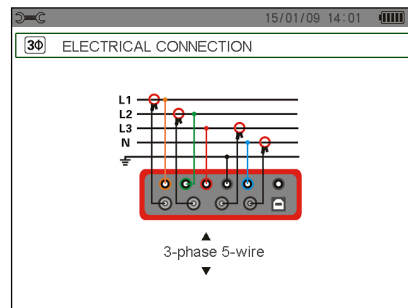 15/01/09 14:01
3Φ ELECTRICAL CONNECTION
L1
L2
L3
N
3-phase 5-wire